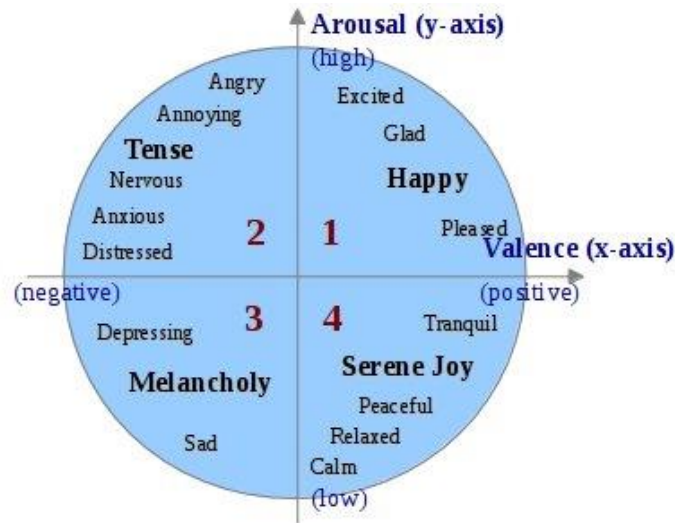 Arousal (y-axis)
(high)
Angry
Excited
Annoying
Glad
Tense
Happy
Nervous
Anxious
Pleased
2
1
Distressed
Valence (x-axis)
(negative)
(positive)
3
4
Tranquil
Depressing
Serene Joy
Melancholy
Peaceful
Relaxed
Sad
Calm
(low)